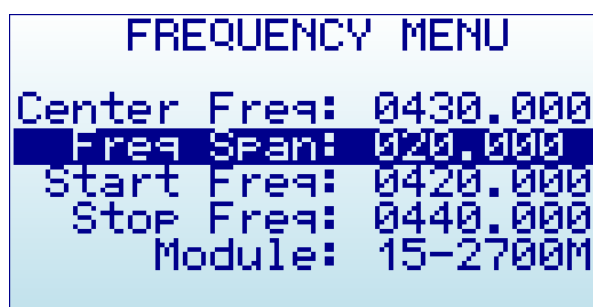 FREQUENCY MENU
Center Freq: 0430.000
Freq Span: 020.000
Start Freq: 0420.000
Stop Freq: 0440.000
Module: 15-2700M